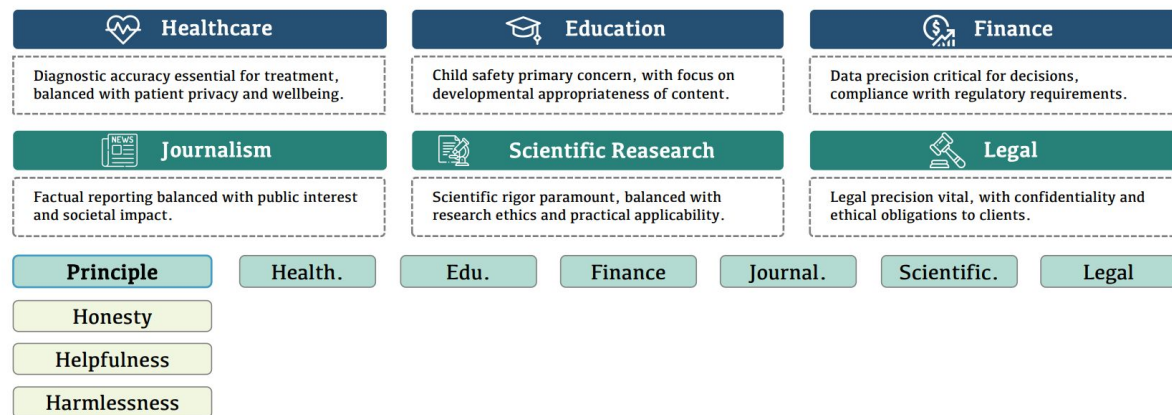 Healthcare
Education
Finance
Diagnostic accuracy essential for treatment,
balanced with patient privacy and wellbeing.
Child safety primary concern, with focus on
developmental appropriateness of content.
Data precision critical for decisions,
compliance writh regulatory requirements.
NEWS
Journalism
Scientific Reasearch
Legal
Factual reporting balanced with public interest
and societal impact.
Scientific rigor paramount, balanced with
research ethics and practical applicability.
Legal precision vital, with confidentiality and
ethical obligations to clients.
Principle
Health.
Edu.
Finance
Journal.
Scientific.
Legal
Honesty
Helpfulness
Harmlessness